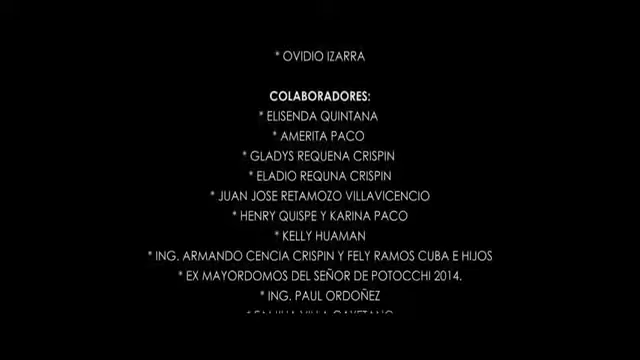 * OVIDIO IZARRA
COLABORADORES:
* ELISENDA QUINTANA
* AMERITA PACO
* GLADYS REQUENA CRISPIN
* ELADIO REQUNA CRISPIN
* JUAN JOSE RETAMOZO VILLAVICENCIO
* HENRY QUISPE Y KARINA PACO
* KELLY HUAMAN
* ING. ARMANDO CENCIA CRISPIN Y FELY RAMOS CUBA E HIJOS
* EX MAYORDOMOS DEL SEÑOR DE POTOCCHI 2014.
* ING. PAUL ORDOÑEZ